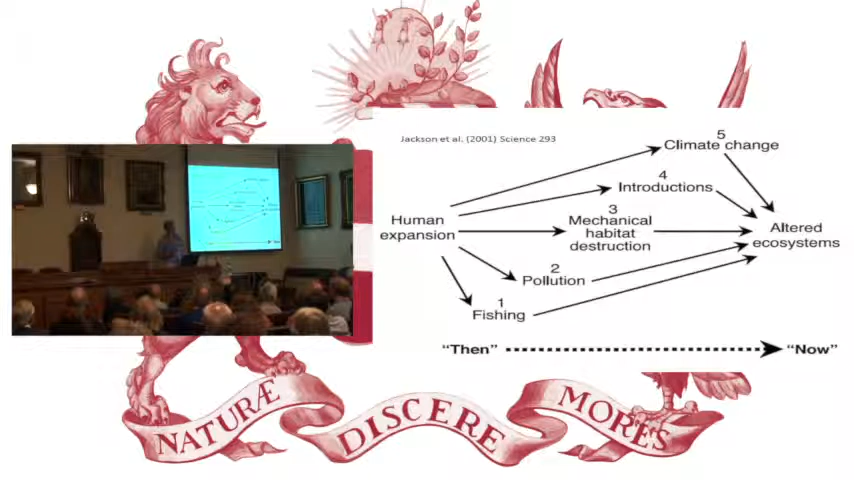 Jackson et al. (2001) Science 293
5
Climate change
4
Introductions
3
Mechanical
habitat
destruction
Human
expansion
Altered
ecosystems
2
Pollution
1
Fishing
“Then”
“Now”
NATURÆ
DISCERE
MORES